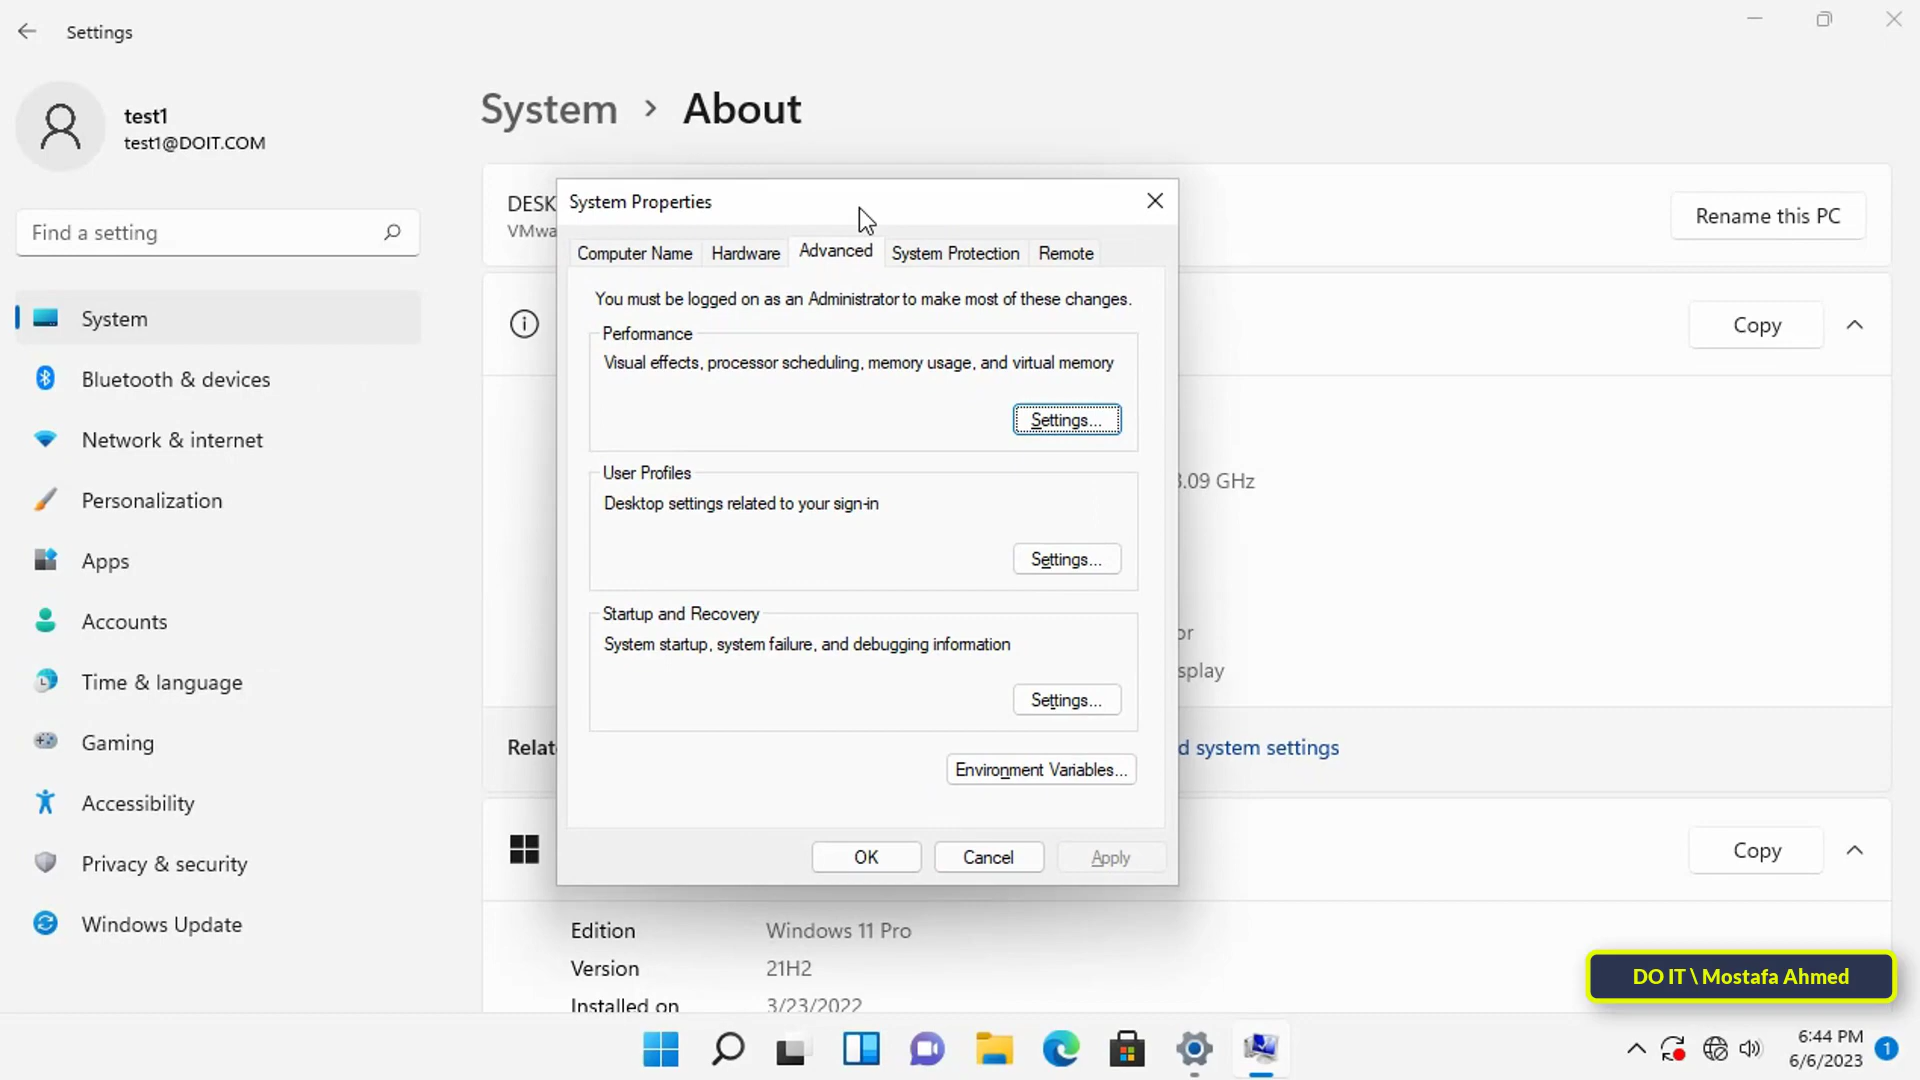 Settings
test1
test1@DOIT.COM
Find a setting
System
Bluetooth & devices
Network & internet
Personalization
Apps
Accounts
Time & language
Gaming
Accessibility
Privacy & security
Windows Update
System > About
DESK
VMwa
Rename this PC
Copy
3.09 GHz
or
splay
Relat
d system settings
Copy
Edition Windows 11 Pro
Version 21H2
Installed on 3/23/2022
System Properties
Computer Name Hardware Advanced System Protection Remote
You must be logged on as an Administrator to make most of these changes.
Performance
Visual effects, processor scheduling, memory usage, and virtual memory
Settings...
User Profiles
Desktop settings related to your sign-in
Settings...
Startup and Recovery
System startup, system failure, and debugging information
Settings...
Environment Variables...
OK Cancel Apply
DO IT \ Mostafa Ahmed
6:44 PM
6/6/2023
1